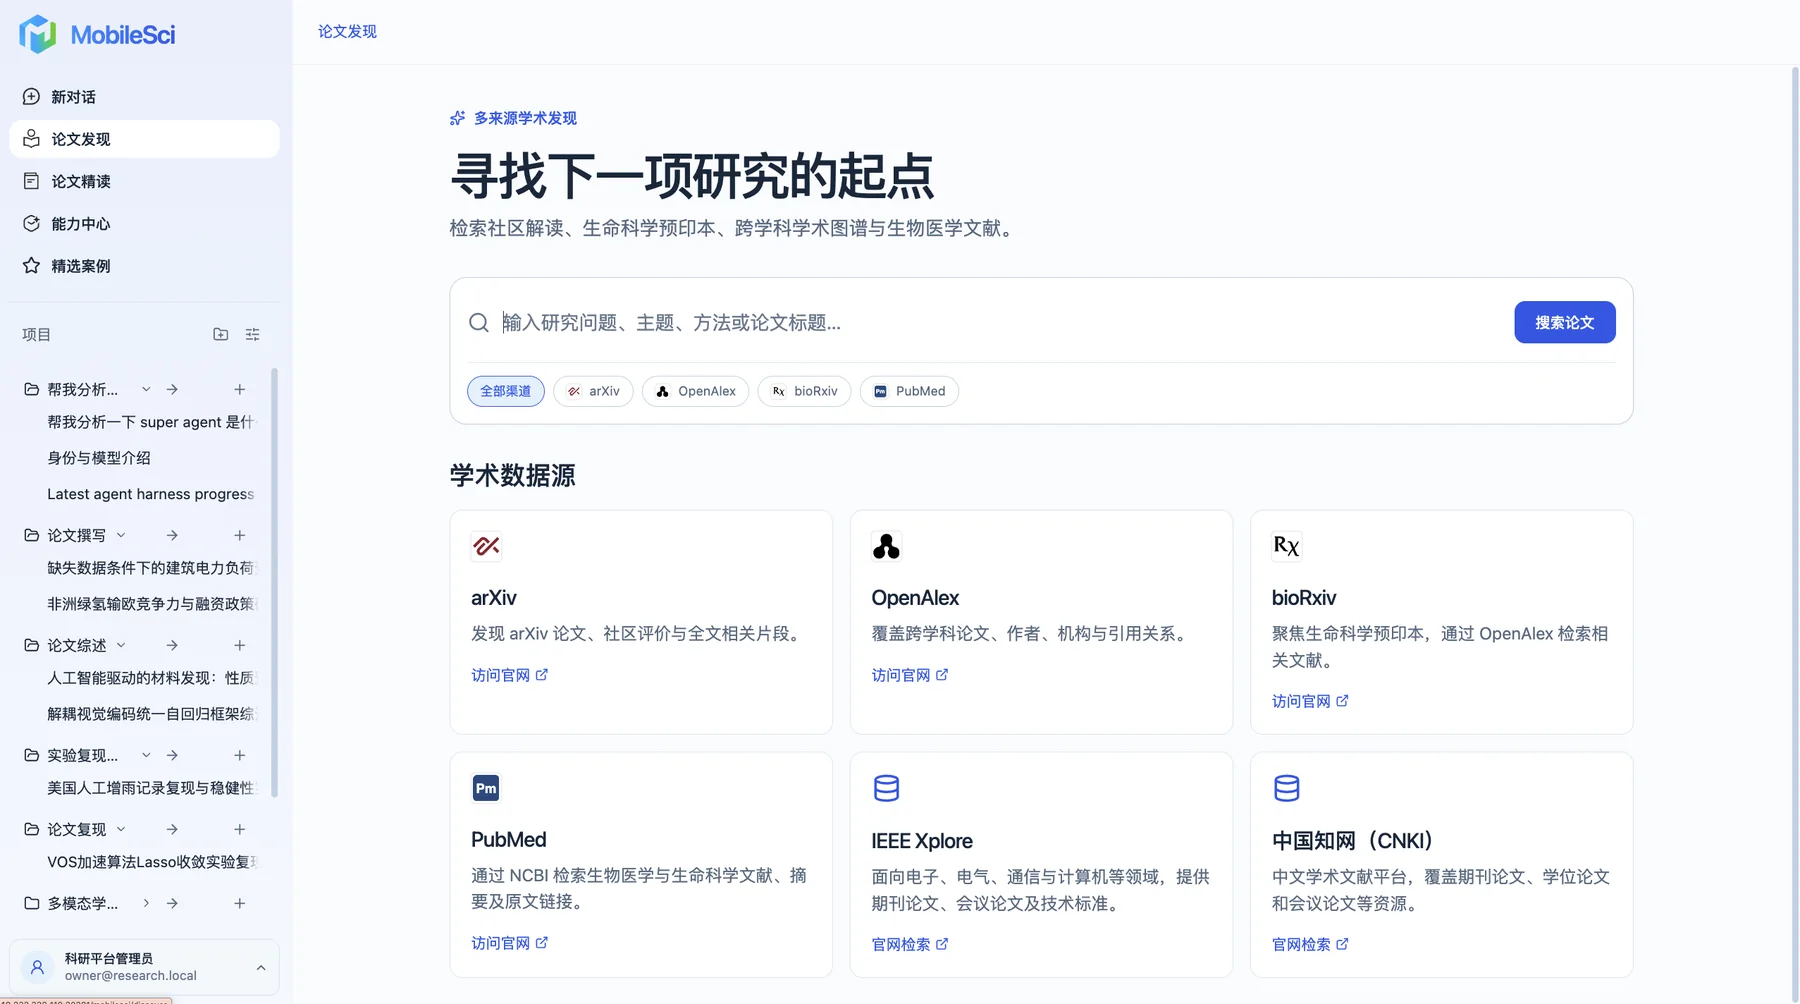 MobileSci
论文发现
新对话
论文发现
论文精读
能力中心
精选案例
项目
帮我分析...
帮我分析一下 super agent 是什
身份与模型介绍
Latest agent harness progress
论文撰写
缺失数据条件下的建筑电力负荷
非洲绿氢输欧竞争力与融资政策
论文综述
人工智能驱动的材料发现：性质
解耦视觉编码统一自回归框架综
实验复现...
美国人工增雨记录复现与稳健性
论文复现
VOS加速算法Lasso收敛实验复现
多模态学...
科研平台管理员
owner@research.local
多来源学术发现
寻找下一项研究的起点
检索社区解读、生命科学预印本、跨学科学术图谱与生物医学文献。
输入研究问题、主题、方法或论文标题...
搜索论文
全部渠道 arXiv OpenAlex Rx bioRxiv Pm PubMed
学术数据源
arXiv
发现 arXiv 论文、社区评价与全文相关片段。
访问官网
OpenAlex
覆盖跨学科论文、作者、机构与引用关系。
访问官网
Rx
bioRxiv
聚焦生命科学预印本，通过 OpenAlex 检索相
关文献。
访问官网
Pm
PubMed
通过 NCBI 检索生物医学与生命科学文献、摘
要及原文链接。
访问官网
IEEE Xplore
面向电子、电气、通信与计算机等领域，提供
期刊论文、会议论文及技术标准。
官网检索
中国知网（CNKI）
中文学术文献平台，覆盖期刊论文、学位论文
和会议论文等资源。
官网检索